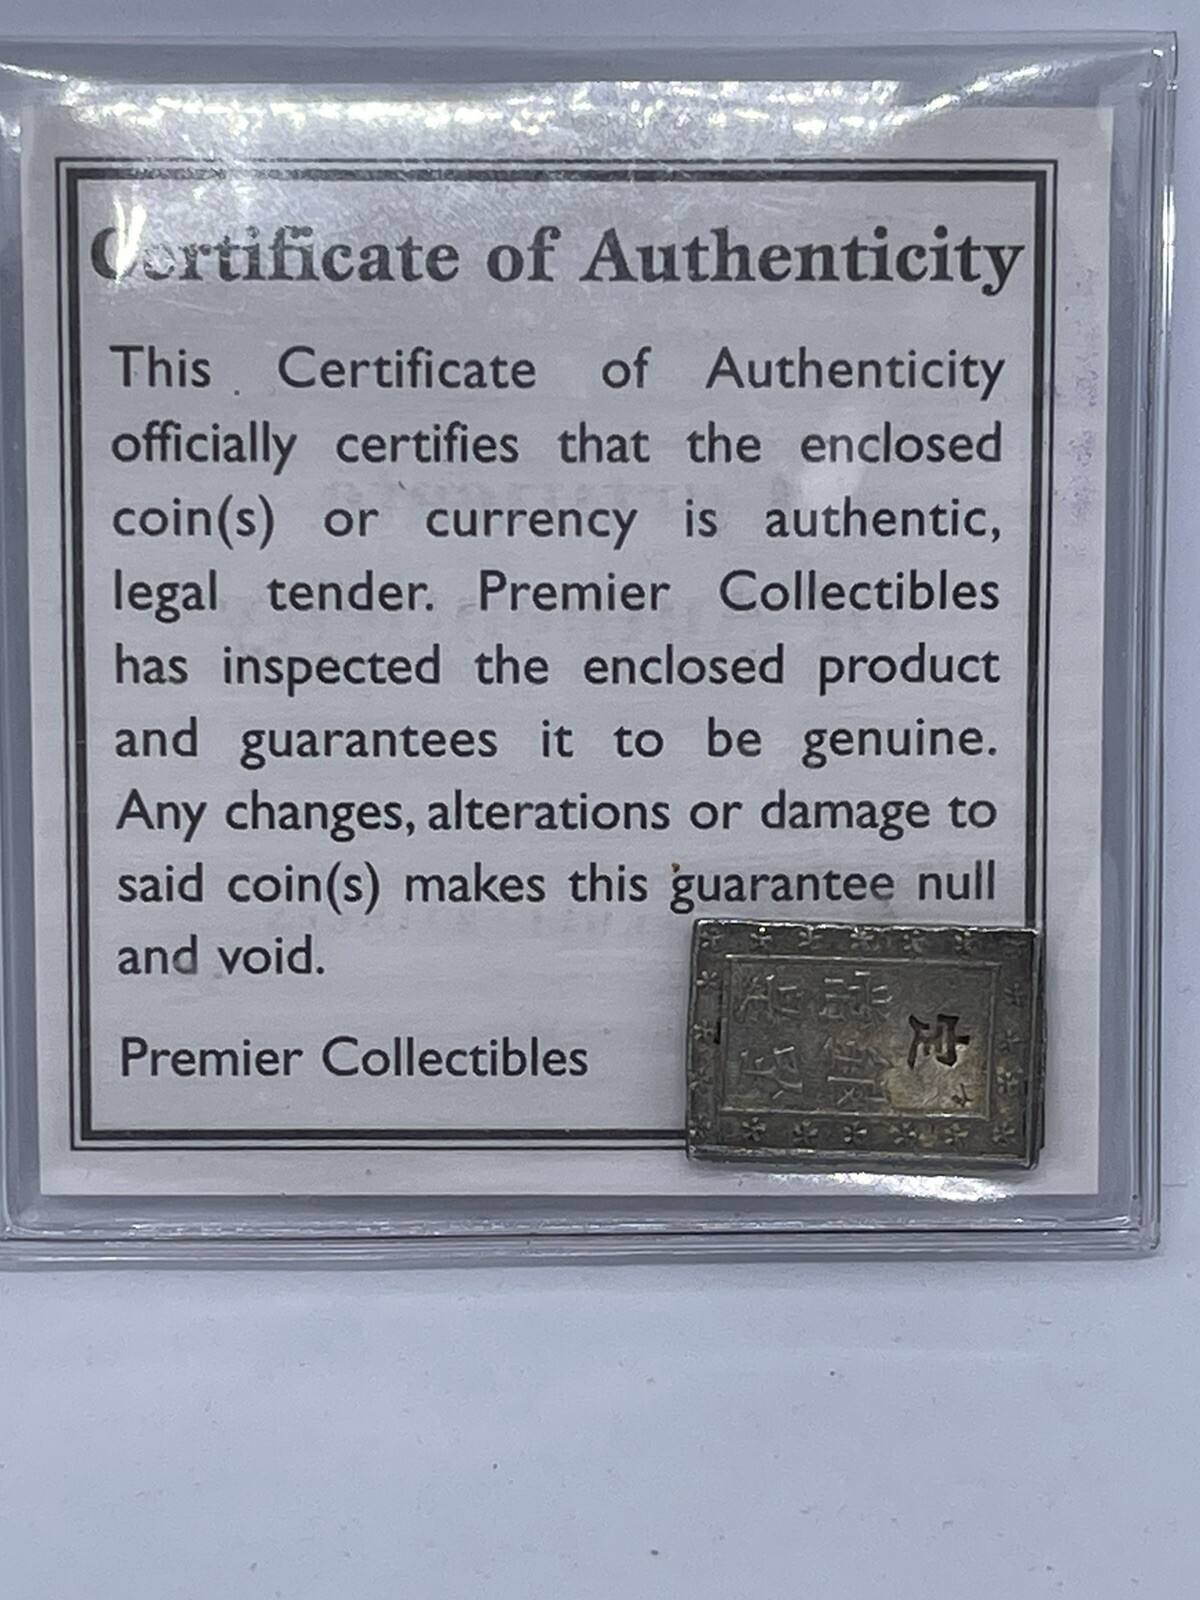 Certificate of Authenticity
This Certificate of Authenticity
officially certifies that the enclosed
coin(s) or currency is authentic,
legal tender. Premier Collectibles
has inspected the enclosed product
and guarantees it to be genuine.
Any changes, alterations or damage to
said coin(s) makes this guarantee null
and void.
Premier Collectibles